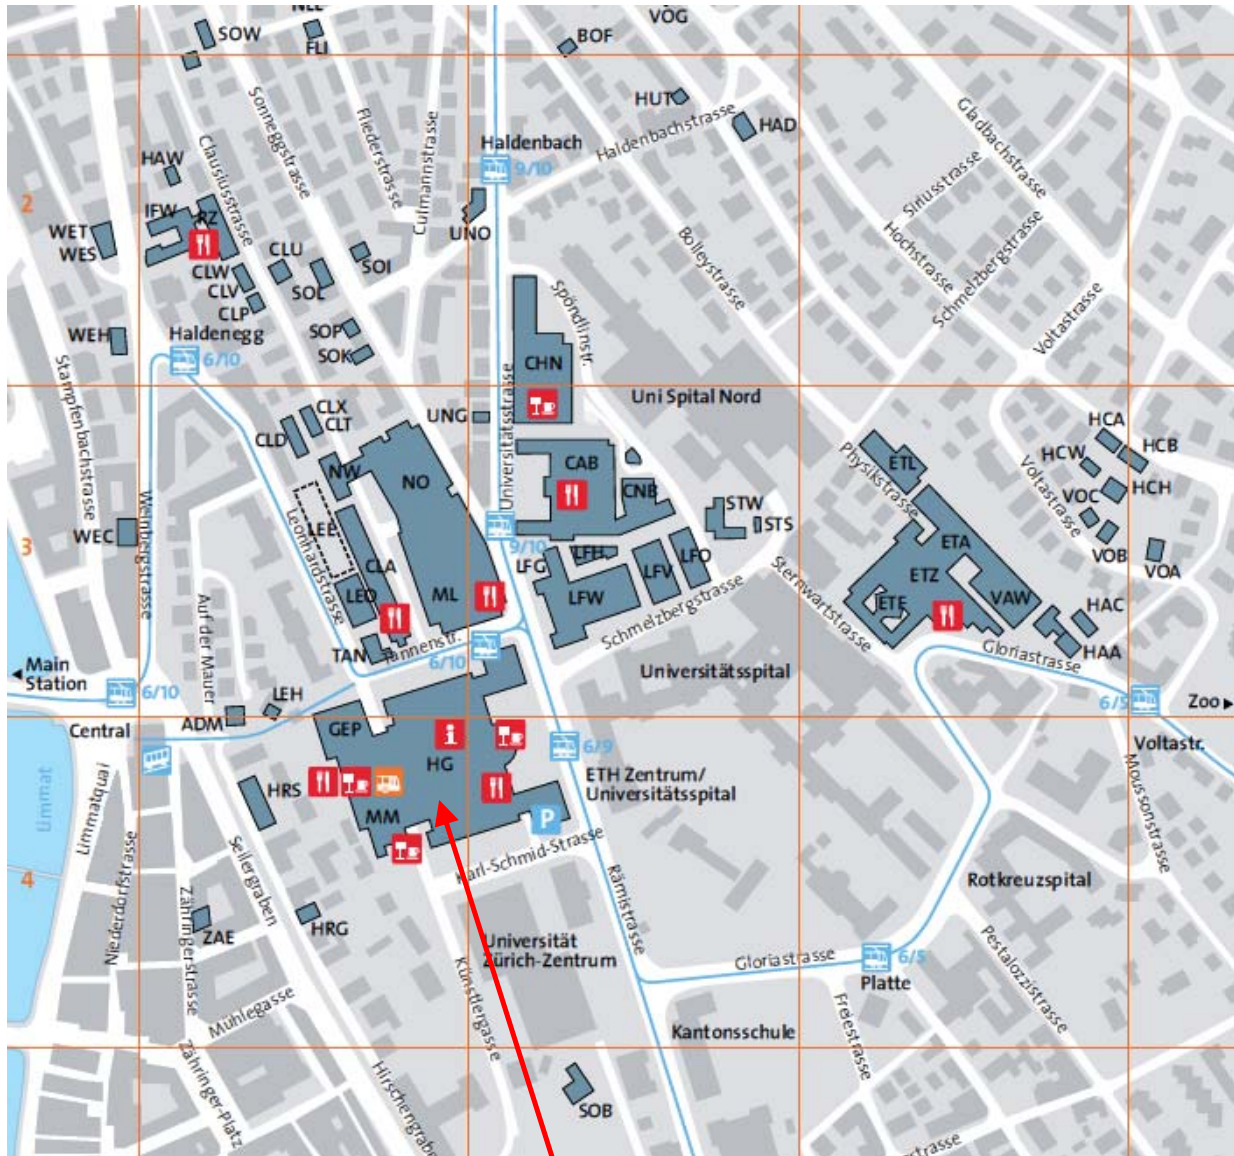 VOG
SOW
FLI
BOF
HUT
HAD
Gladbachstrasse
Sonneggstrasse
Fliederstrasse
Culmannstrasse
Haldenbach
9/10
Haldenbachstrasse
Clausiusstrasse
HAW
Siriusstrasse
2
IFW
RZ
WET
WES
UNO
Bolleystrasse
Hochstrasse
Schmelzbergstrasse
CLU
SOI
CLW
CLV
SOL
CLP
Spöndlinstr.
Voltastrasse
WEH
Haldenegg
6/10
SOP
SOK
CHN
Stampfenbachstrasse
Universitätsstrasse
Uni Spital Nord
CLX
CLT
UNG
CLD
HCA
HCB
HCW
NW
NO
CAB
ETL
Physikstrasse
Voltastrasse
HCH
CNB
VOC
STW
STS
Weinbergstrasse
WEC
LEE
Leonhardstrasse
3
9/10
ETA
VOB
VOA
CLA
LFG
LFH
LFV
LFO
ETZ
LEO
ML
LFW
ETF
VAW
HAC
Auf der Mauer
Sternwartstrasse
Schmelzbergstrasse
TAN
Tannenstr.
6/10
HAA
Gloriastrasse
Main
Station
6/10
Universitätsspital
6/5
Zoo
LEH
ADM
Central
GEP
i
HG
6/9
Voltastr.
ETH Zentrum/
Universitätsspital
HRS
MM
P
Limmat
Limmatquai
Moussonstrasse
Karl-Schmid-Strasse
Seilergraben
4
Niederdorfstrasse
Zähringerstrasse
Rämistrasse
Rotkreuzspital
ZAE
HRG
Universität
Zürich-Zentrum
Künstlergasse
Gloriastrasse
6/5
Platte
Pestalozzistrasse
Mühlegasse
Freiestrasse
Kantonsschule
Zähringer-platz
Hirschengrabe
SOB
strasse